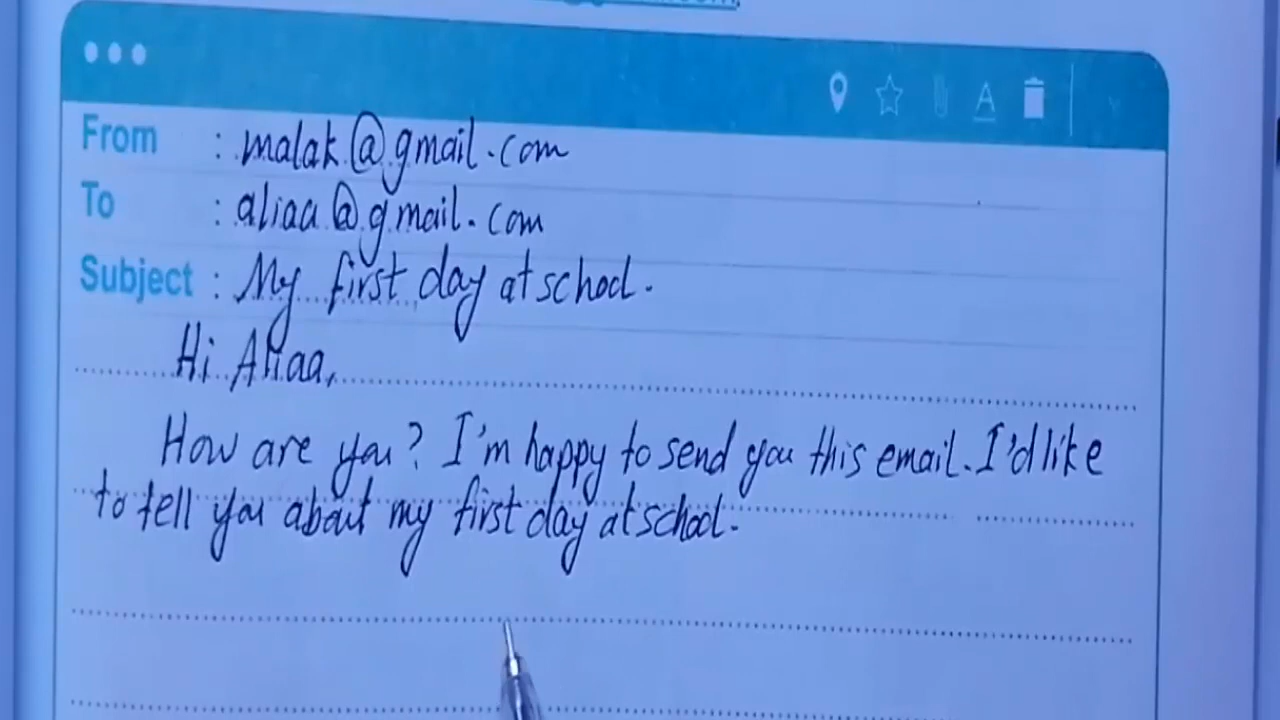 From : malak@gmail.com
To : aliaa@gmail.com
Subject : My first day at school.
Hi Aliaa,
How are you? I'm happy to send you this email. I'd like
to tell you about my first day at school.